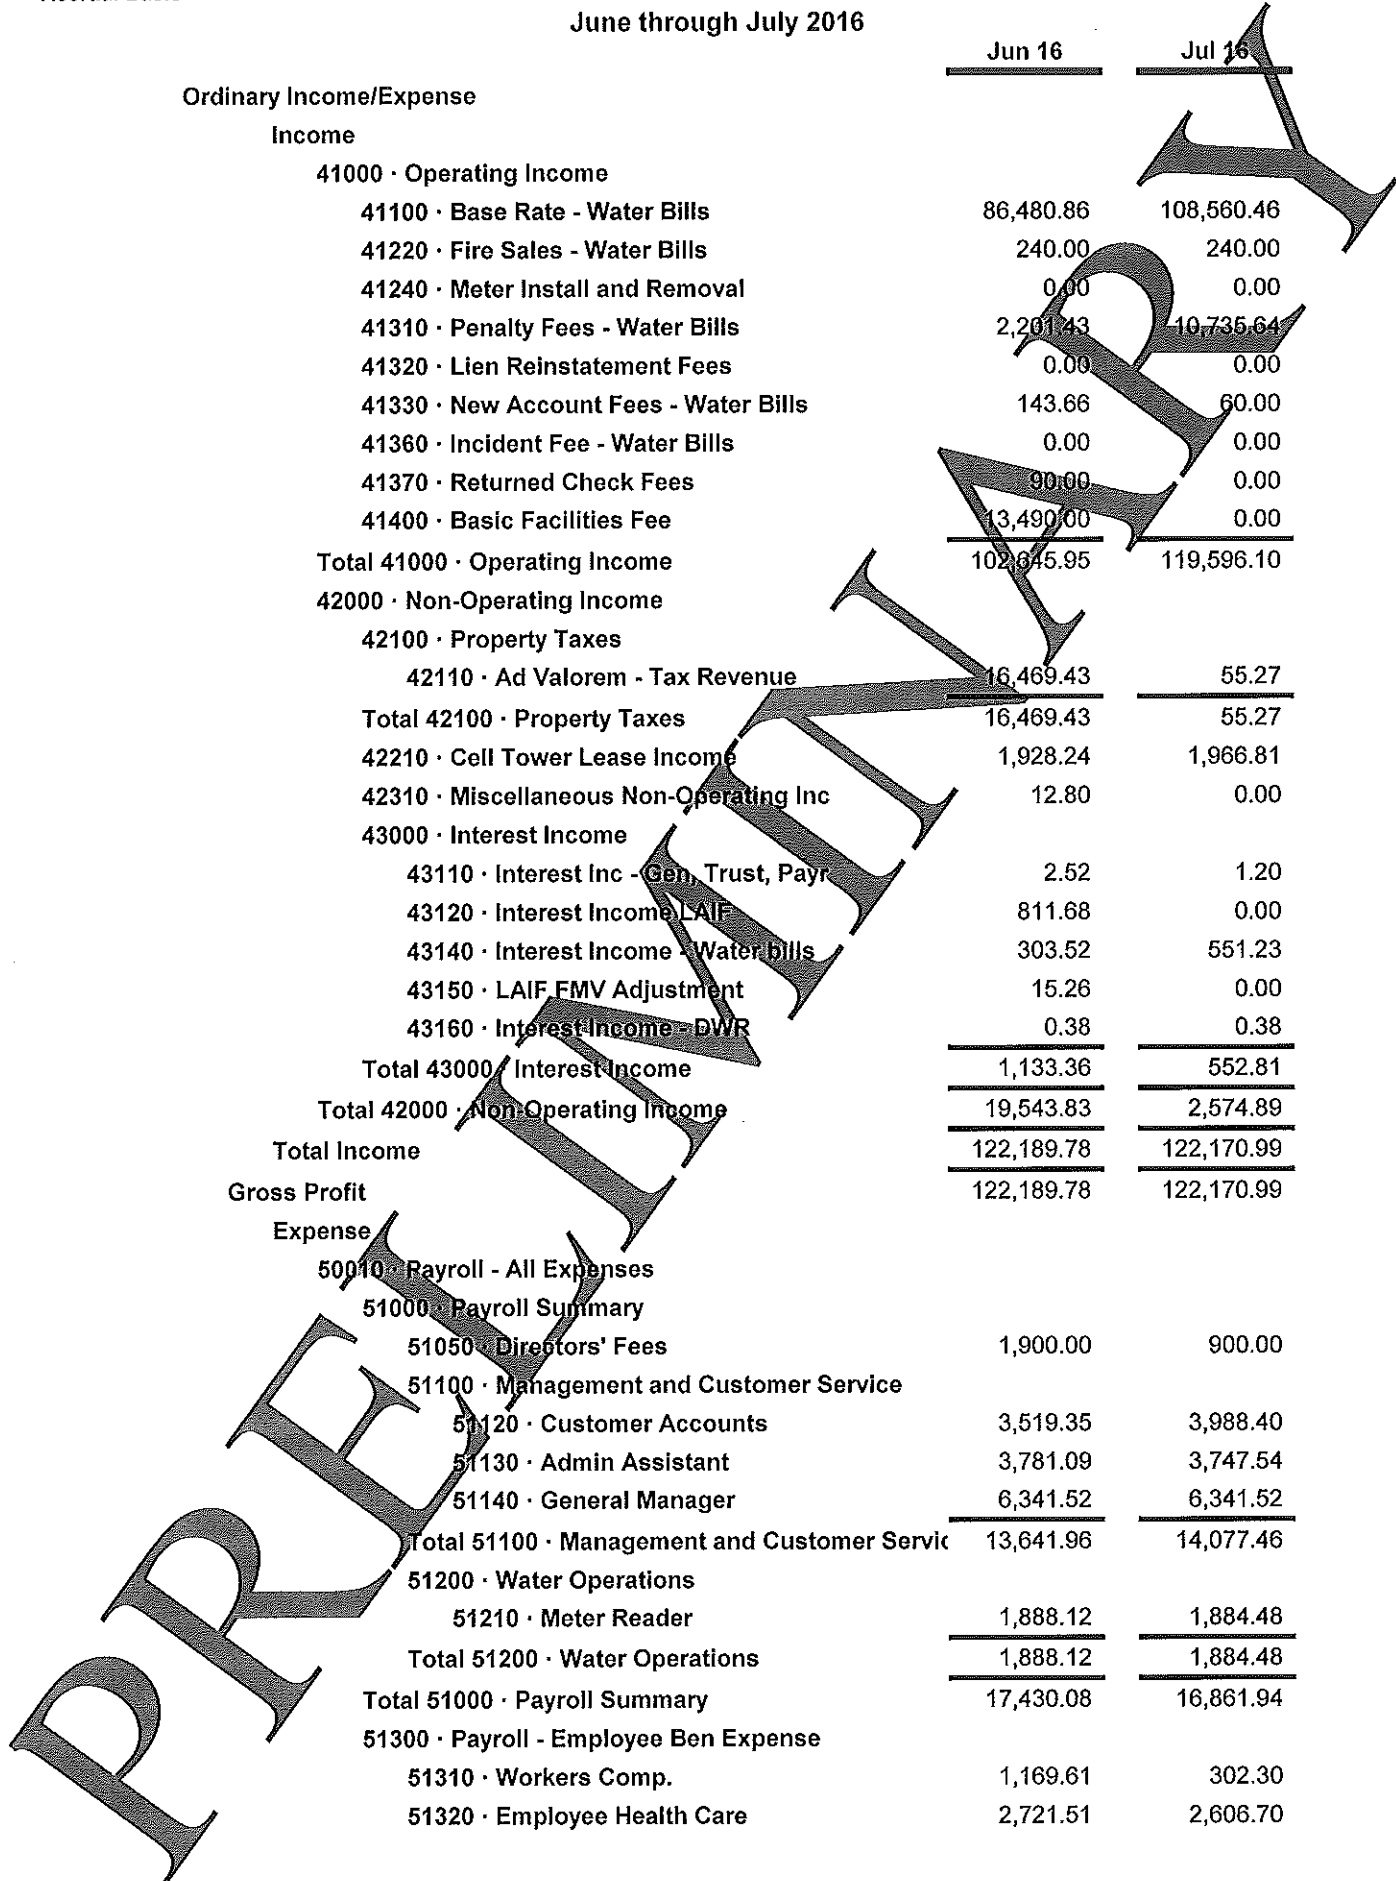 June through July 2016
Jun 16 Jul 16
Ordinary Income/Expense
Income
41000 · Operating Income
41100 · Base Rate - Water Bills 86,480.86 108,560.46
41220 · Fire Sales - Water Bills 240.00 240.00
41240 · Meter Install and Removal 0.00 0.00
41310 · Penalty Fees - Water Bills 2,201.43 10,735.64
41320 · Lien Reinstatement Fees 0.00 0.00
41330 · New Account Fees - Water Bills 143.66 60.00
41360 · Incident Fee - Water Bills 0.00 0.00
41370 · Returned Check Fees 90.00 0.00
41400 · Basic Facilities Fee 13,490.00 0.00
Total 41000 · Operating Income 102,645.95 119,596.10
42000 · Non-Operating Income
42100 · Property Taxes
42110 · Ad Valorem - Tax Revenue 16,469.43 55.27
Total 42100 · Property Taxes 16,469.43 55.27
42210 · Cell Tower Lease Income 1,928.24 1,966.81
42310 · Miscellaneous Non-Operating Inc 12.80 0.00
43000 · Interest Income
43110 · Interest Inc - Gen, Trust, Payr 2.52 1.20
43120 · Interest Income LAIF 811.68 0.00
43140 · Interest Income - Water bills 303.52 551.23
43150 · LAIF FMV Adjustment 15.26 0.00
43160 · Interest Income - DWR 0.38 0.38
Total 43000 · Interest Income 1,133.36 552.81
Total 42000 · Non-Operating Income 19,543.83 2,574.89
Total Income 122,189.78 122,170.99
Gross Profit 122,189.78 122,170.99
Expense
50010 · Payroll - All Expenses
51000 · Payroll Summary
51050 · Directors' Fees 1,900.00 900.00
51100 · Management and Customer Service
51120 · Customer Accounts 3,519.35 3,988.40
51130 · Admin Assistant 3,781.09 3,747.54
51140 · General Manager 6,341.52 6,341.52
Total 51100 · Management and Customer Servic 13,641.96 14,077.46
51200 · Water Operations
51210 · Meter Reader 1,888.12 1,884.48
Total 51200 · Water Operations 1,888.12 1,884.48
Total 51000 · Payroll Summary 17,430.08 16,861.94
51300 · Payroll - Employee Ben Expense
51310 · Workers Comp. 1,169.61 302.30
51320 · Employee Health Care 2,721.51 2,606.70
PRELIMINARY